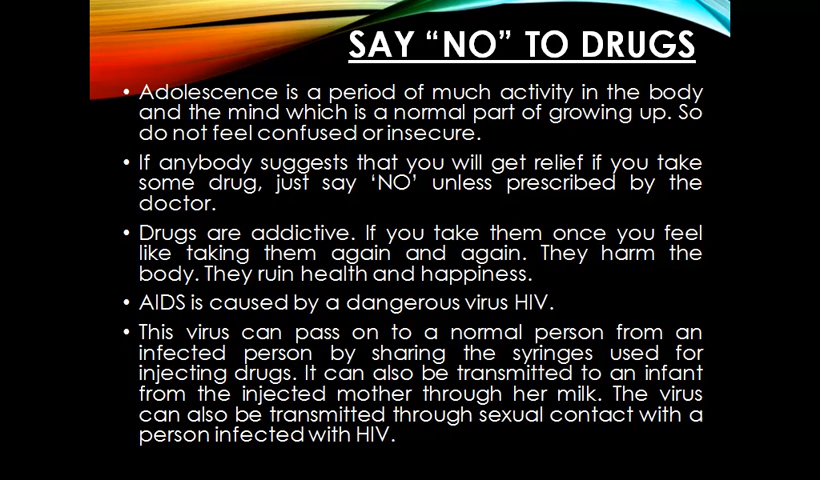 SAY “NO” TO DRUGS
• Adolescence is a period of much activity in the body
and the mind which is a normal part of growing up. So
do not feel confused or insecure.
• If anybody suggests that you will get relief if you take
some drug, just say ‘NO’ unless prescribed by the
doctor.
• Drugs are addictive. If you take them once you feel
like taking them again and again. They harm the
body. They ruin health and happiness.
• AIDS is caused by a dangerous virus HIV.
• This virus can pass on to a normal person from an
infected person by sharing the syringes used for
injecting drugs. It can also be transmitted to an infant
from the injected mother through her milk. The virus
can also be transmitted through sexual contact with a
person infected with HIV.